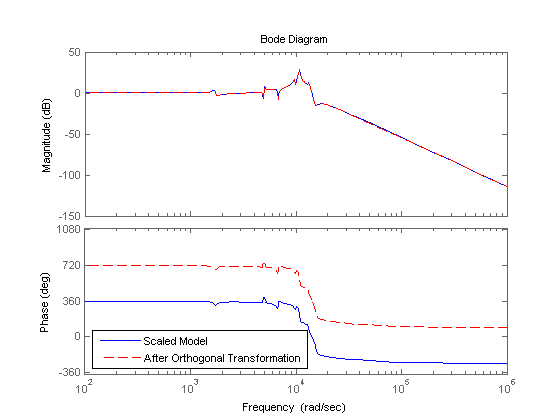 Bode Diagram
Magnitude (dB)
50
0
-50
-100
-150
Phase (deg)
1080
720
360
0
-360
Scaled Model
After Orthogonal Transformation
10^2
10^3
10^4
10^5
10^6
Frequency (rad/sec)